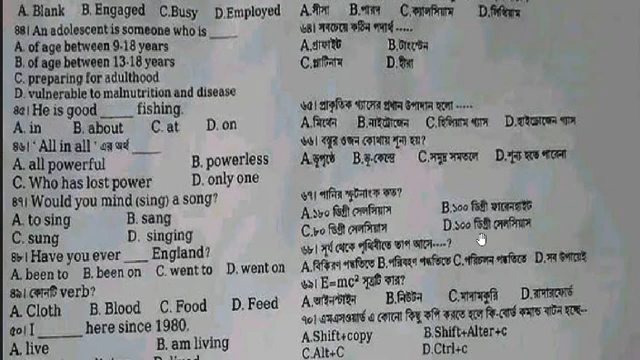 A. Blank B. Engaged C.Busy D.Employed
৪৪। An adolescent is someone who is ____
A. of age between 9-18 years
B. of age between 13-18 years
C. preparing for adulthood
D. vulnerable to malnutrition and disease
৪৫। He is good ____ fishing.
A. in B. about C. at D. on
৪৬। ' All in all ' এর অর্থ ____
A. all powerful B. powerless
C. Who has lost power D. only one
৪৭। Would you mind (sing) a song?
A. to sing B. sang
C. sung D. singing
৪৮। Have you ever ___ England?
A. been to B. been on C. went to D. went on
৪৯। কোনটি verb?
A. Cloth B. Blood C. Food D. Feed
৫০। I ____ here since 1980.
A. live B. am living
A.সীসা B.পারদ C.ক্যালসিয়াম D.লিথিয়াম
৬৪। সবচেয়ে কঠিন পদার্থ .....
A.গ্রাফাইট B.টাংস্টেন
C.প্লাটিনাম D.হীরা
৬৫। প্রাকৃতিক গ্যাসের প্রধান উপাদান হলো .....
A.মিথেন B.নাইট্রোজেন C.হিলিয়াম গ্যাস D.হাইড্রোজেন গ্যাস
৬৬। বস্তুর ওজন কোথায় শূন্য হয়?
A.ভূপৃষ্ঠে B.ভূ-কেন্দ্রে C.সমুদ্র সমতলে D.শূন্য হতে পারেনা
৬৭। পানির স্ফুটনাংক কত?
A.১৮০ ডিগ্রী সেলসিয়াস B.১০০ ডিগ্রী ফারেনহাইট
C.৮০ ডিগ্রী সেলসিয়াস D.১০০ ডিগ্রী সেলসিয়াস
৬৮। সূর্য থেকে পৃথিবীতে তাপ আসে----?
A.বিকিরণ পদ্ধতিতে B.পরিবহণ পদ্ধতিতে C.পরিচলন পদ্ধতিতে D.সব উপায়েই
৬৯। E=mc² সূত্রটি কার?
A.আইনস্টাইন B.নিউটন C.মাদামকুরি D.রাদারফোর্ড
৭০। এমএসওয়ার্ড এ কোনো কিছু কপি করতে হলে কি-বোর্ড কমান্ড বাটন হচ্ছে--
A.Shift+copy B.Shift+Alter+c
C.Alt+C D.Ctrl+c